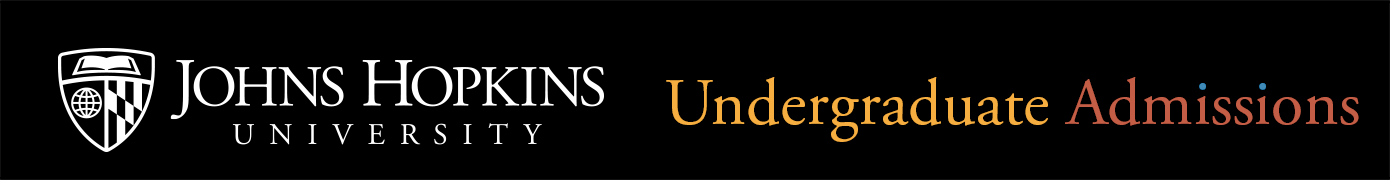 JOHNS HOPKINS
UNIVERSITY
Undergraduate Admissions